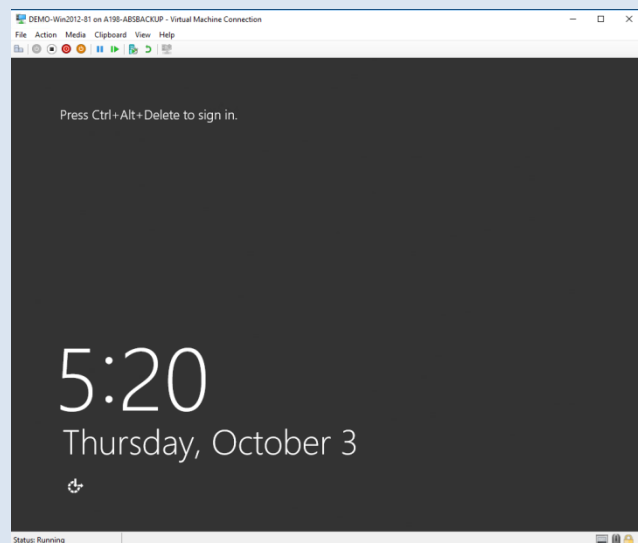 DEMO-Win2012-81 on A198-ABSBACKUP - Virtual Machine Connection
File Action Media Clipboard View Help
Press Ctrl+Alt+Delete to sign in.
5:20
Thursday, October 3
Status: Running